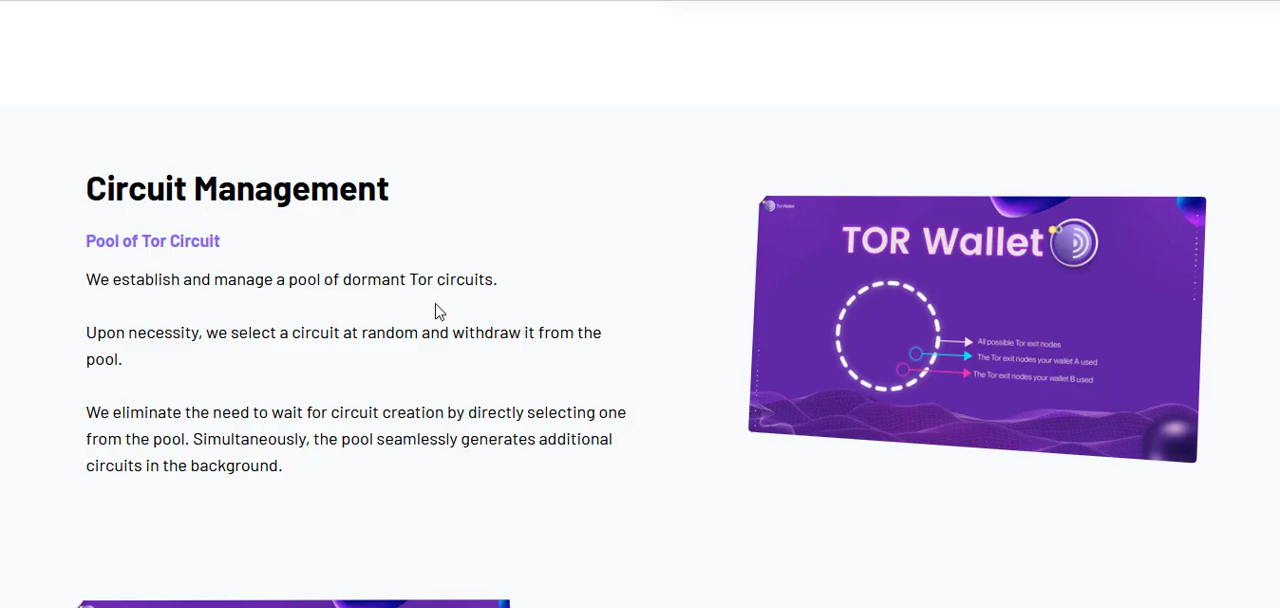 Circuit Management
Pool of Tor Circuit
We establish and manage a pool of dormant Tor circuits.
Upon necessity, we select a circuit at random and withdraw it from the
pool.
We eliminate the need to wait for circuit creation by directly selecting one
from the pool. Simultaneously, the pool seamlessly generates additional
circuits in the background.
Tor Wallet
TOR Wallet
All possible Tor exit nodes
The Tor exit nodes your wallet A used
The Tor exit nodes your wallet B used